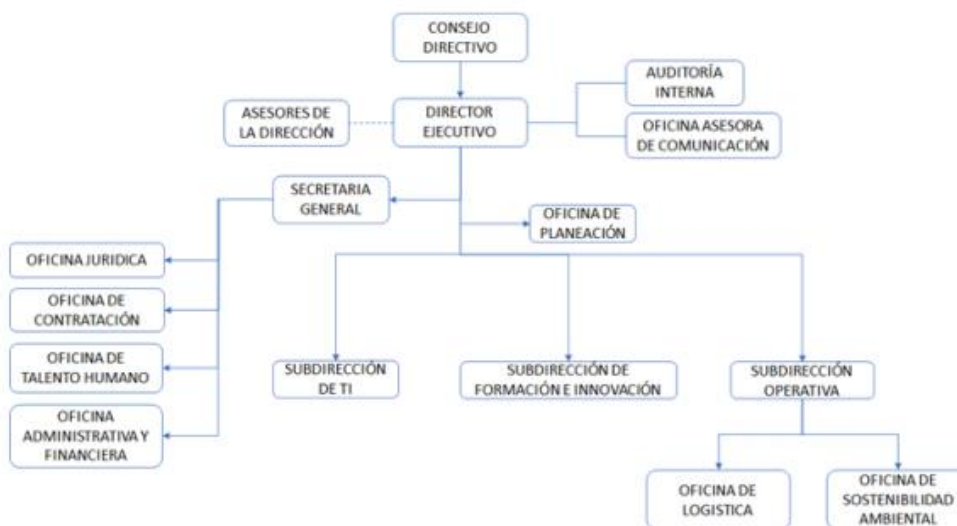 CONSEJO
DIRECTIVO
AUDITORÍA
INTERNA
ASESORES DE
LA DIRECCIÓN
DIRECTOR
EJECUTIVO
OFICINA ASESORA
DE COMUNICACIÓN
SECRETARIA
GENERAL
OFICINA DE
PLANEACIÓN
OFICINA JURIDICA
OFICINA DE
CONTRATACIÓN
OFICINA DE
TALENTO HUMANO
OFICINA
ADMINISTRATIVA Y
FINANCIERA
SUBDIRECCIÓN
DE TI
SUBDIRECCIÓN DE
FORMACIÓN E INNOVACIÓN
SUBDIRECCIÓN
OPERATIVA
OFICINA DE
LOGISTICA
OFICINA DE
SOSTENIBILIDAD
AMBIENTAL